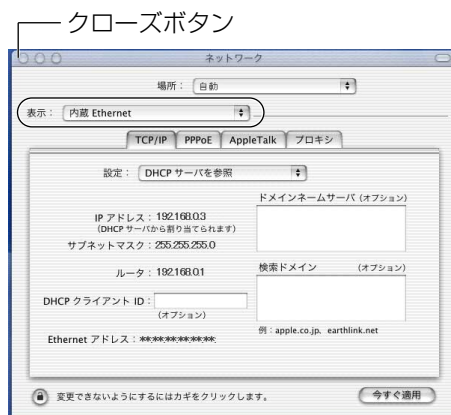 クローズボタン
ネットワーク
場所： 自動
表示： 内蔵 Ethernet
TCP/IP PPPoE AppleTalk プロキシ
設定： DHCP サーバを参照
ドメインネームサーバ (オプション)
IP アドレス：192.168.0.3
(DHCP サーバから割り当てられます)
サブネットマスク：255.255.255.0
ルータ：192.168.0.1
検索ドメイン (オプション)
DHCP クライアント ID：
(オプション)
例：apple.co.jp, earthlink.net
Ethernet アドレス：**:**:**:**:**:**
変更できないようにするにはカギをクリックします。
今すぐ適用